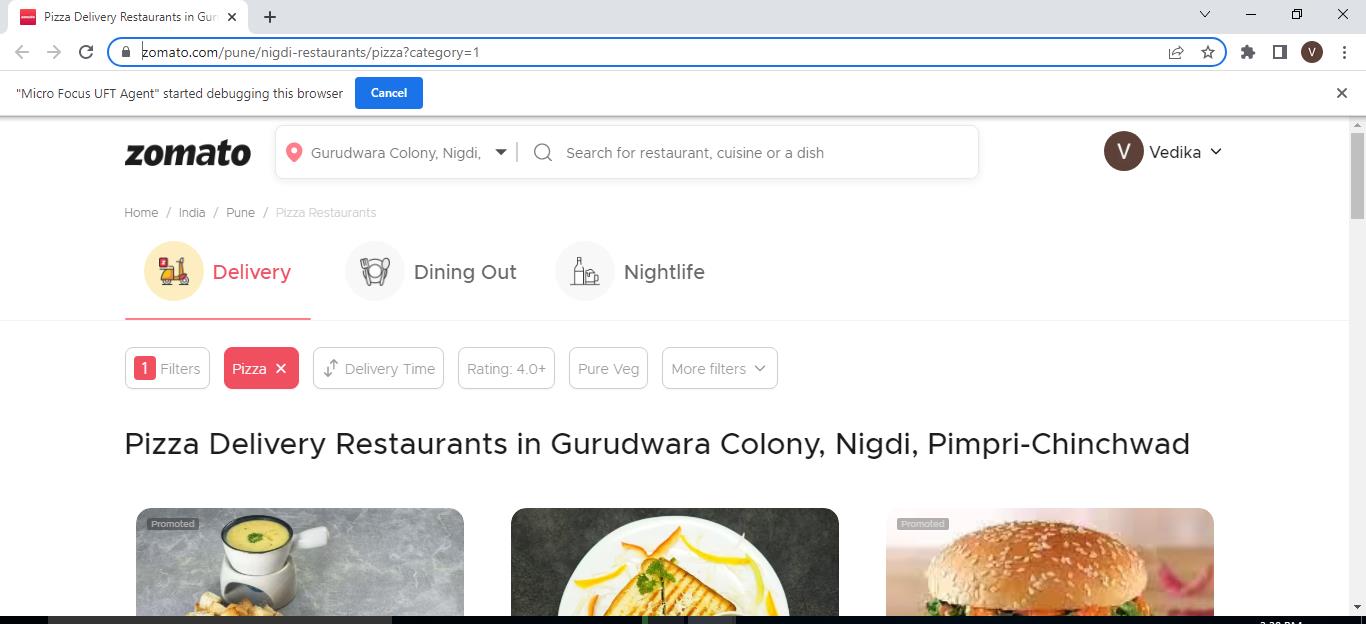 Pizza Delivery Restaurants in Gur
zomato.com/pune/nigdi-restaurants/pizza?category=1
V
"Micro Focus UFT Agent" started debugging this browser
Cancel
zomato
Gurudwara Colony, Nigdi,
Search for restaurant, cuisine or a dish
V
Vedika
Home / India / Pune / Pizza Restaurants
Delivery
Dining Out
Nightlife
1 Filters
Pizza
Delivery Time
Rating: 4.0+
Pure Veg
More filters
Pizza Delivery Restaurants in Gurudwara Colony, Nigdi, Pimpri-Chinchwad
Promoted
Promoted